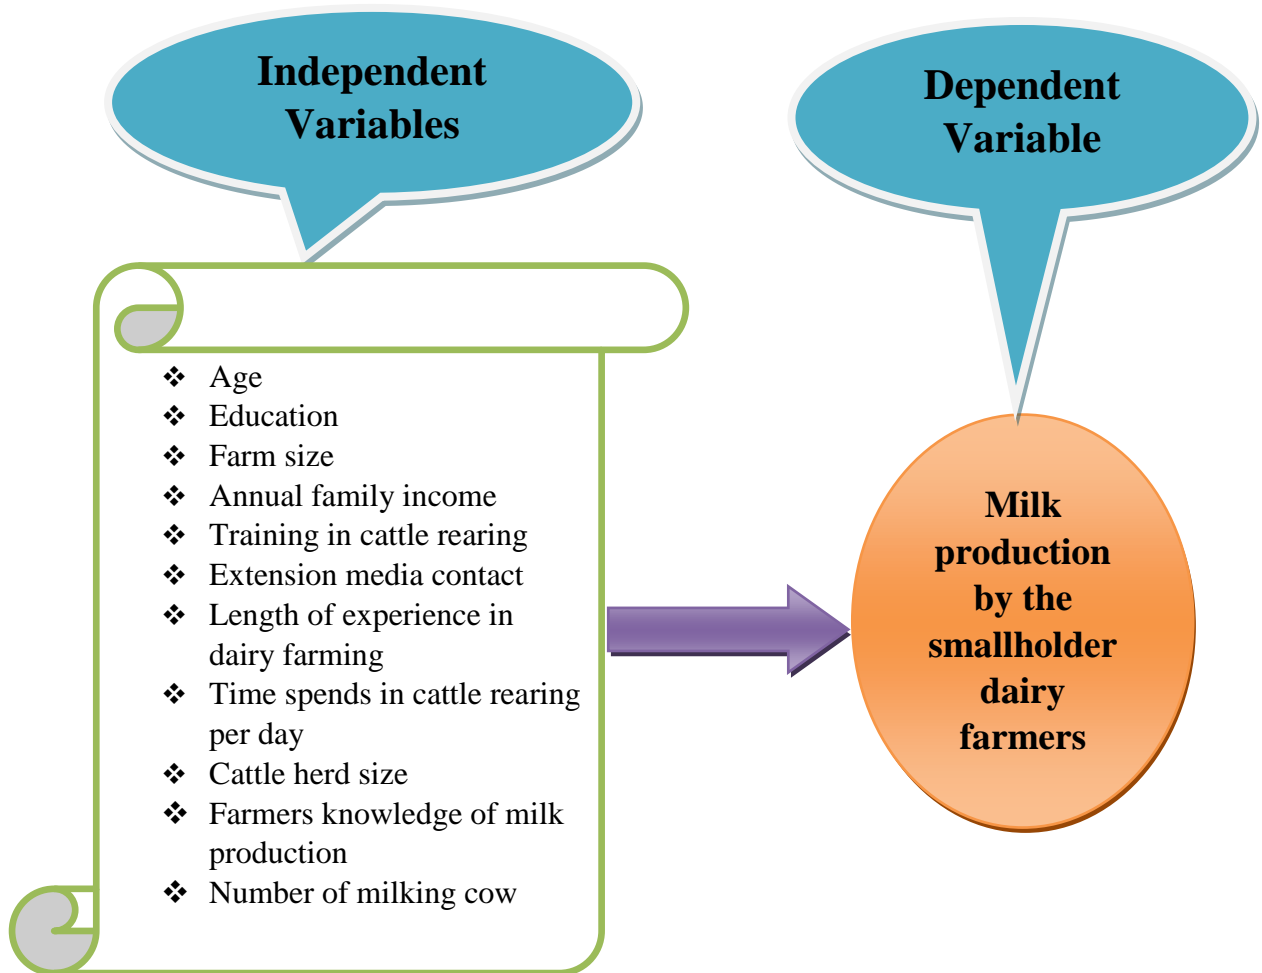 Independent
Variables
Dependent
Variable
❖ Age
❖ Education
❖ Farm size
❖ Annual family income
❖ Training in cattle rearing
❖ Extension media contact
❖ Length of experience in
dairy farming
❖ Time spends in cattle rearing
per day
❖ Cattle herd size
❖ Farmers knowledge of milk
production
❖ Number of milking cow
Milk
production
by the
smallholder
dairy
farmers